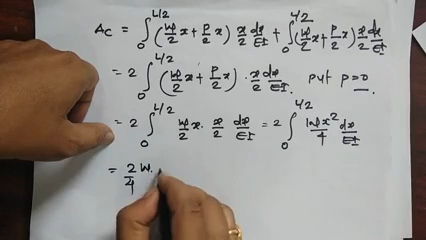 Ac = ∫₀^{L/2} (W/2 x + P/2 x) x/2 dx/EI + ∫₀^{L/2} (W/2 x + P/2 x) x/2 dx/EI
= 2 ∫₀^{L/2} (W/2 x + P/2 x) · x/2 dx/EI . put p=0
= 2 ∫₀^{L/2} W/2 x · x/2 dx/EI = 2 ∫₀^{L/2} Wx²/4 dx/EI
= 2/4 W.